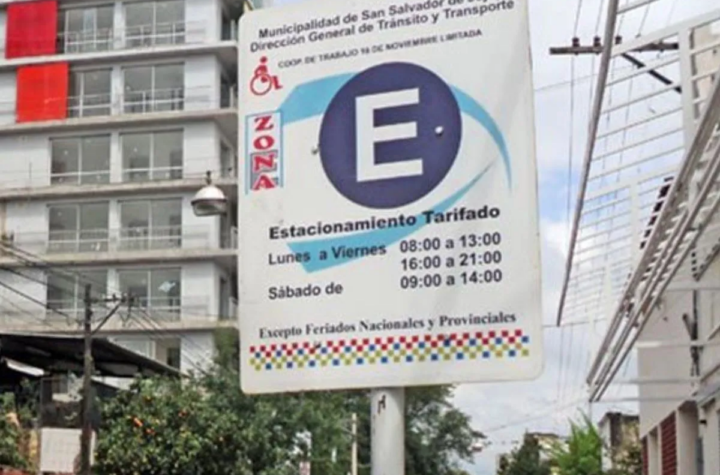 Municipalidad de San Salvador de
Dirección General de Tránsito y Transporte
COOP. DE TRABAJO 16 DE NOVIEMBRE LIMITADA
ZONA
E
Estacionamiento Tarifado
Lunes a Viernes 08:00 a 13:00
16:00 a 21:00
Sábado de 09:00 a 14:00
Excepto Feriados Nacionales y Provinciales